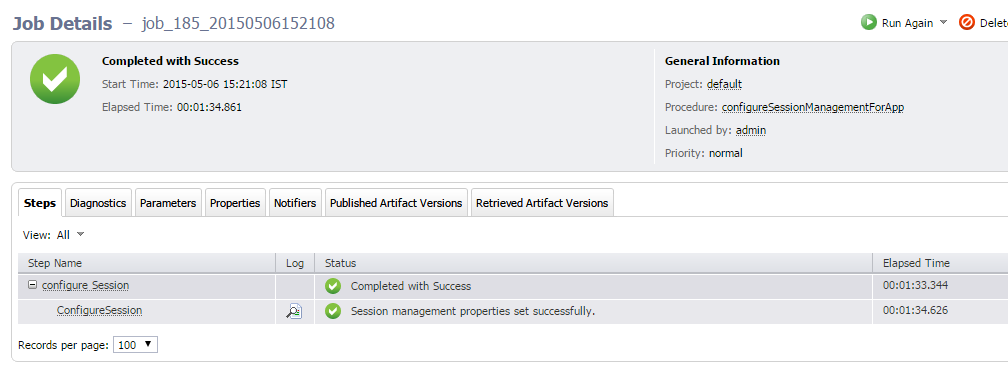 Job Details – job_185_20150506152108
Run Again
Completed with Success
Start Time: 2015-05-06 15:21:08 IST
Elapsed Time: 00:01:34.861
General Information
Project: default
Procedure: configureSessionManagementForApp
Launched by: admin
Priority: normal
Steps Diagnostics Parameters Properties Notifiers Published Artifact Versions Retrieved Artifact Versions
View: All
Step Name Log Status Elapsed Time
configure Session Completed with Success 00:01:33.344
ConfigureSession Session management properties set successfully. 00:01:34.626
Records per page: 100